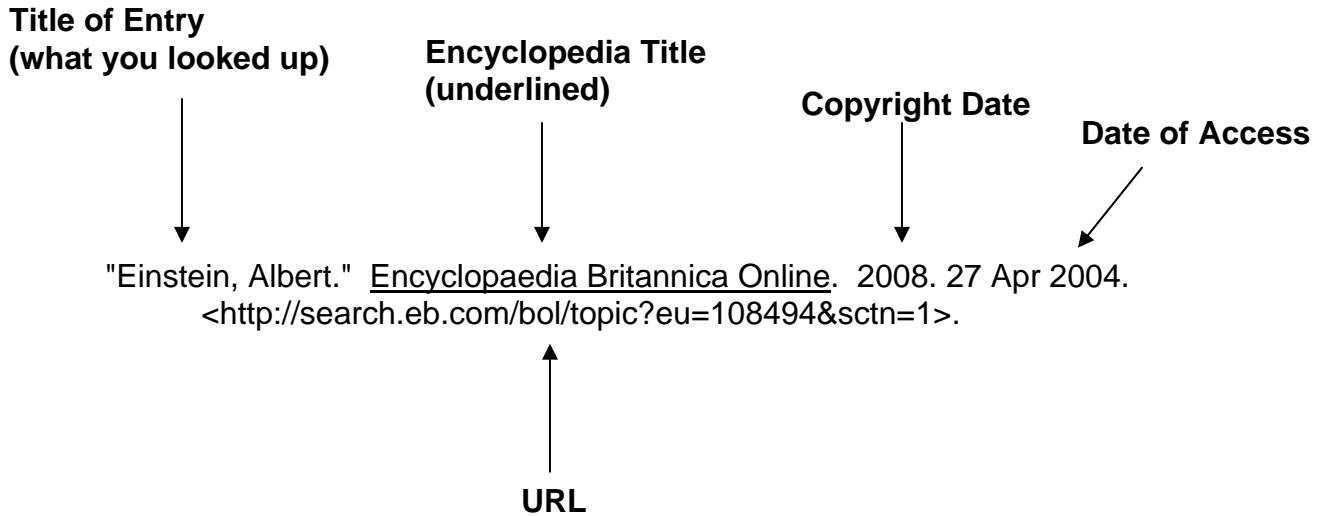 Title of Entry
(what you looked up)
Encyclopedia Title
(underlined)
Copyright Date
Date of Access
"Einstein, Albert."  Encyclopaedia Britannica Online.  2008. 27 Apr 2004.
<http://search.eb.com/bol/topic?eu=108494&sctn=1>.
URL